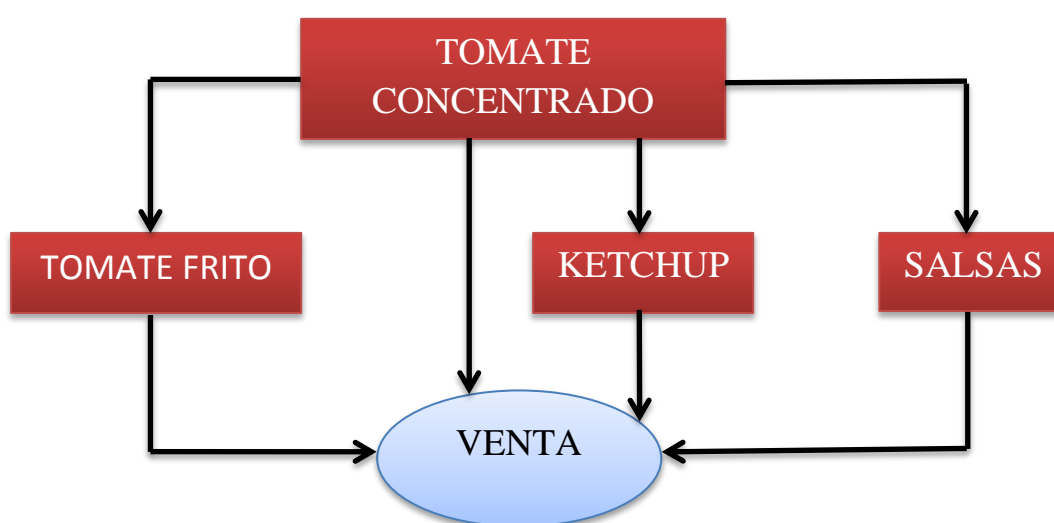 TOMATE
CONCENTRADO
TOMATE FRITO
KETCHUP
SALSAS
VENTA